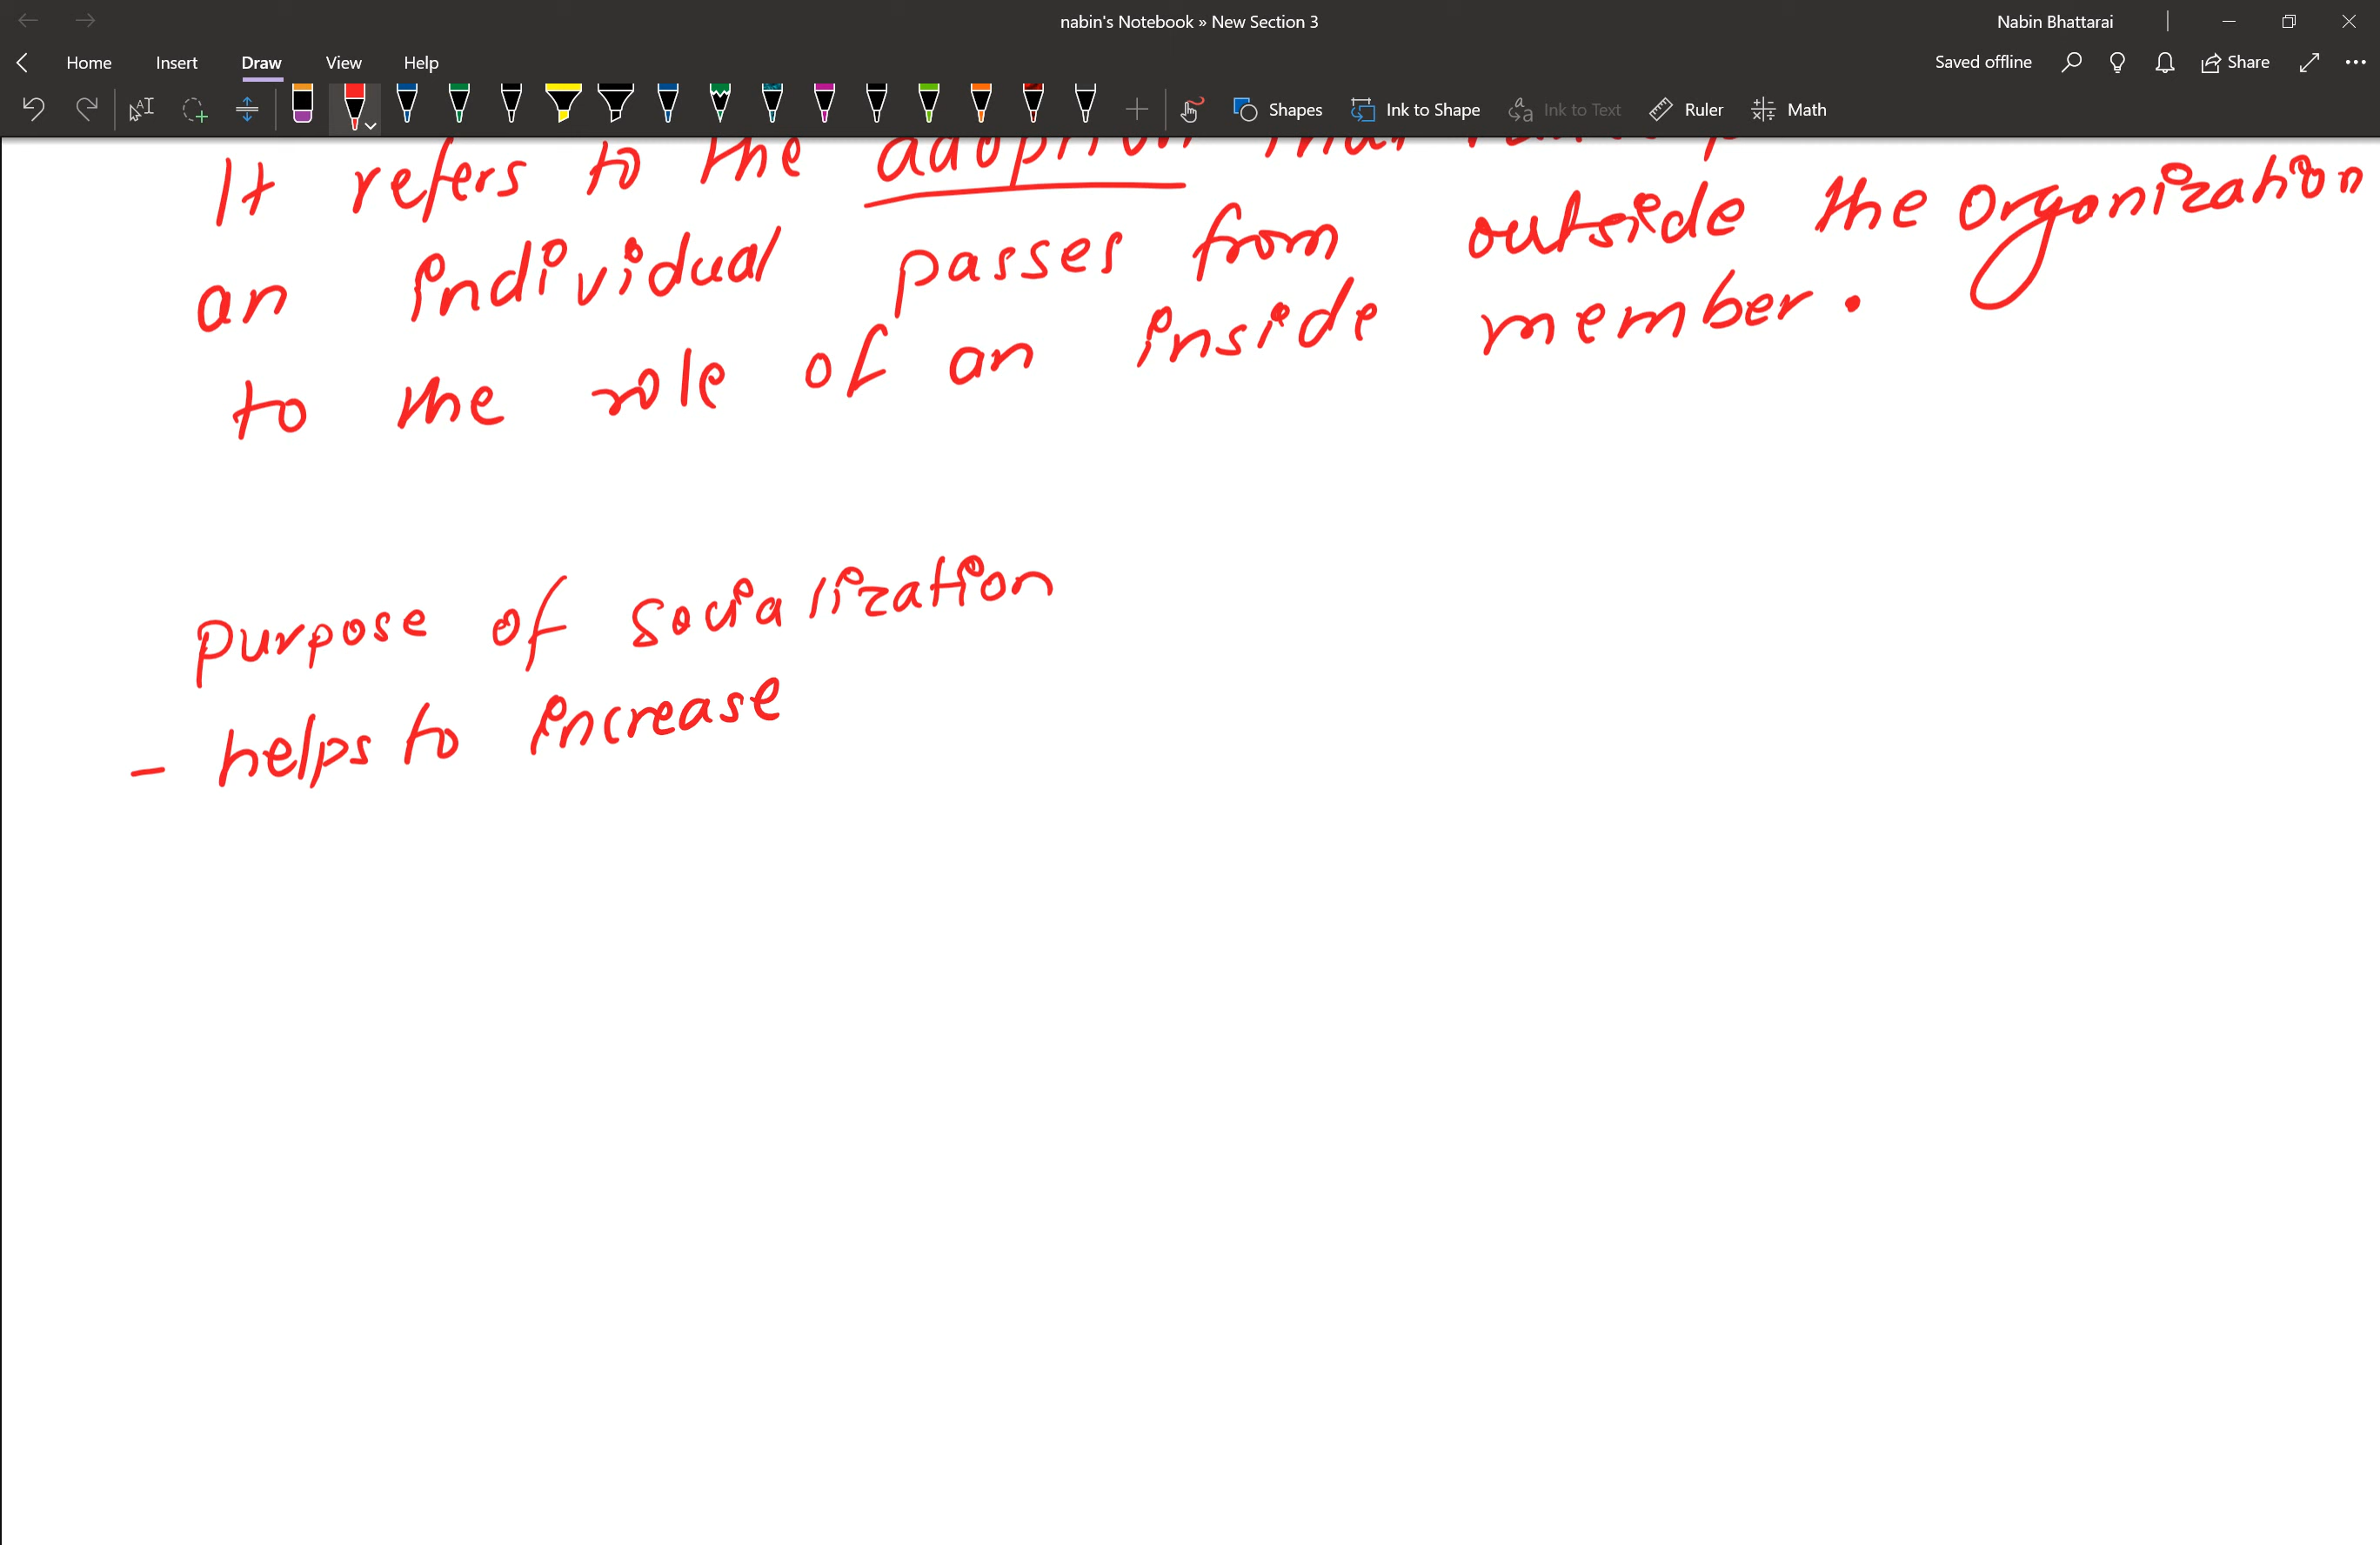 nabin's Notebook » New Section 3
Nabin Bhattarai
Home Insert Draw View Help
Saved offline
Share
Shapes Ink to Shape Ink to Text Ruler Math
It refers to the adoption that
an individual passes from outside the organization
to the role of an inside member.
purpose of socialization
- helps to increase